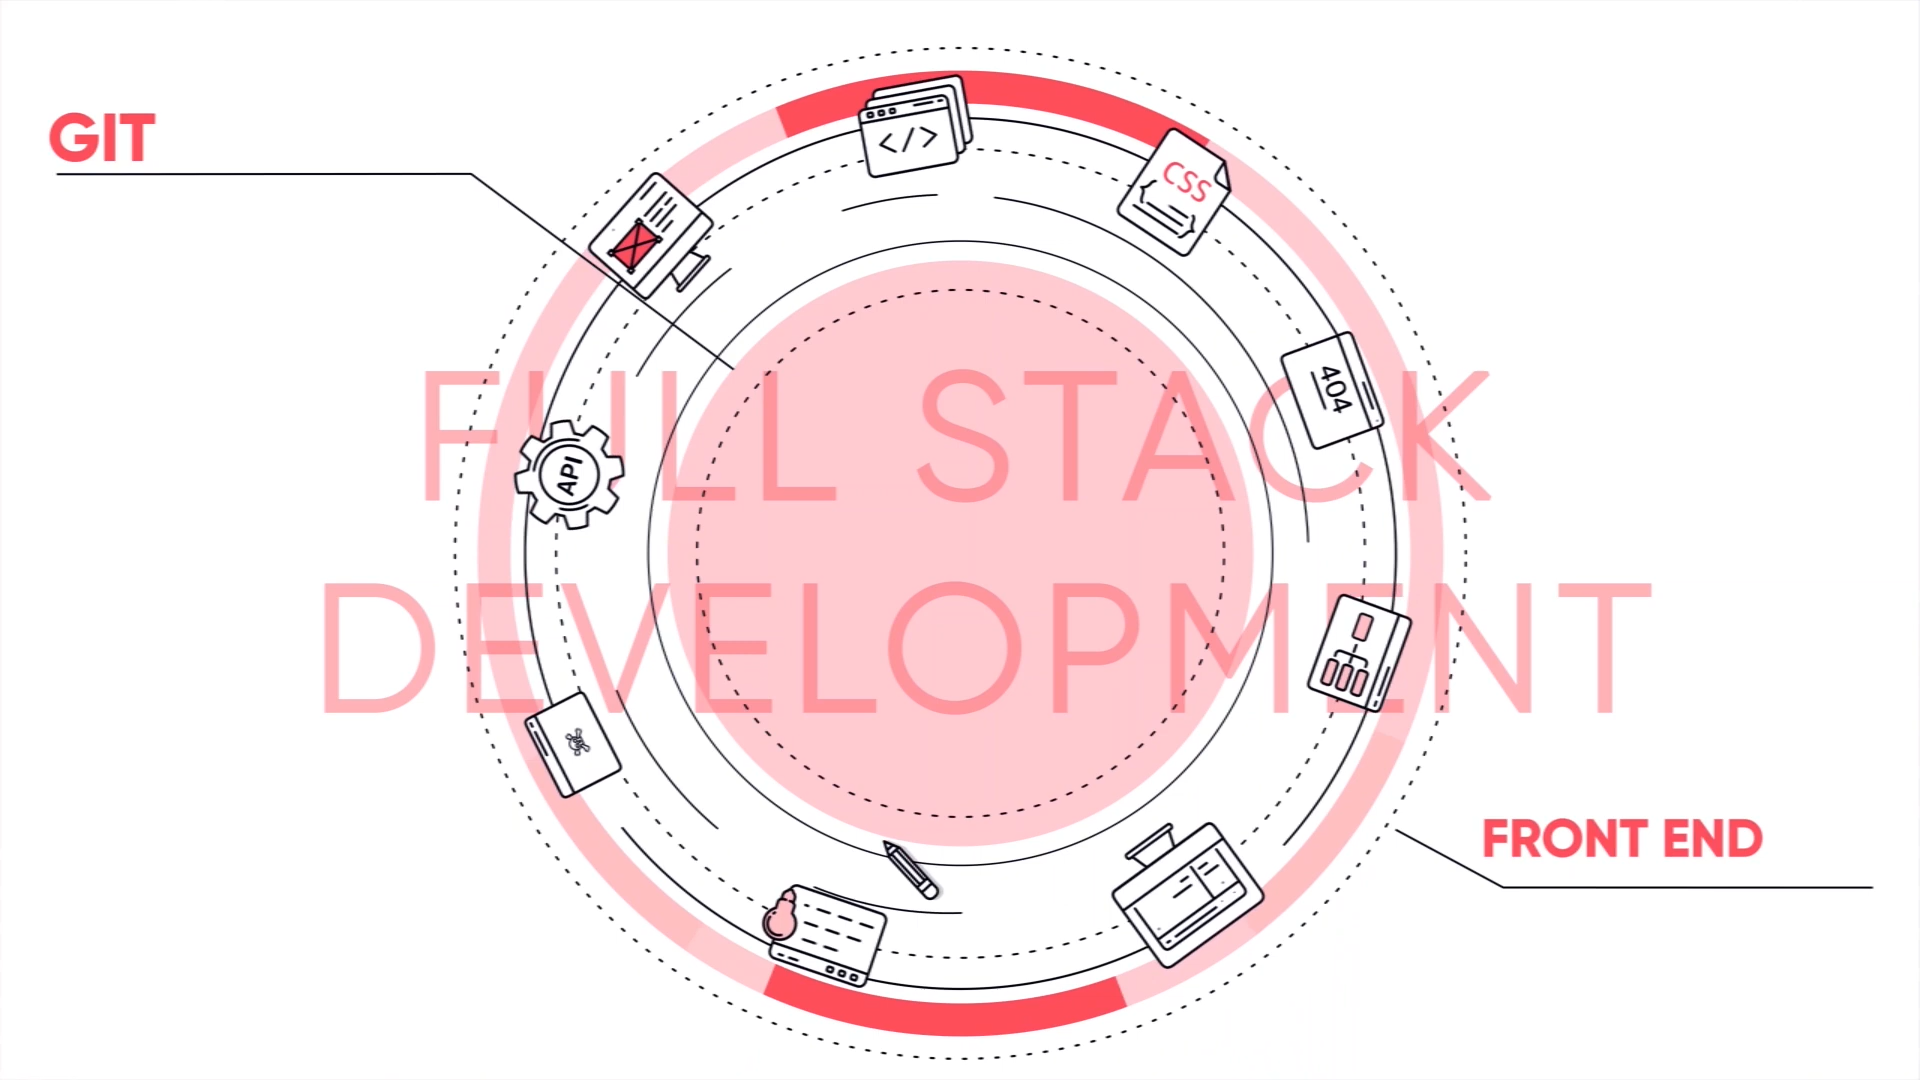 GIT
</>
CSS
404
FULL STACK
API
DEVELOPMENT
FRONT END